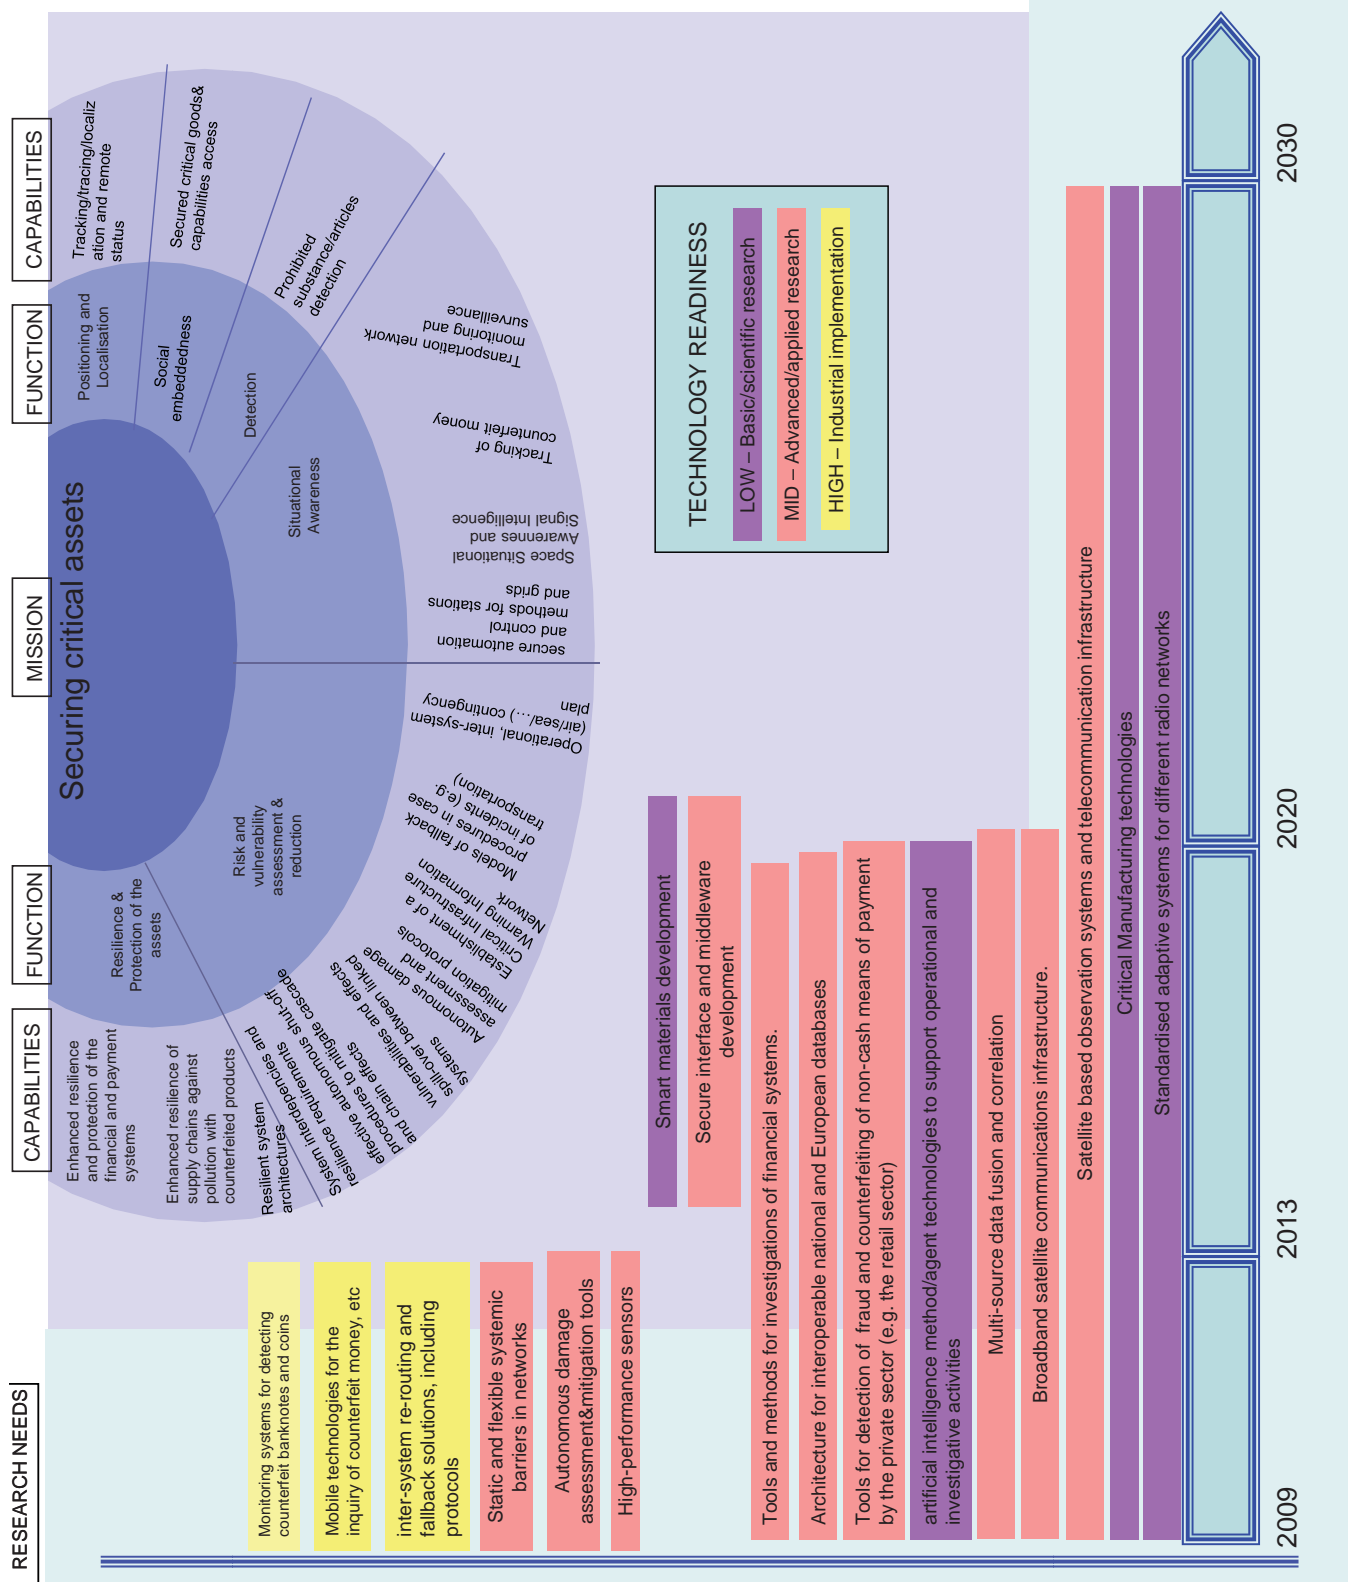 RESEARCH NEEDS
CAPABILITIES
FUNCTION
MISSION
FUNCTION
CAPABILITIES
Securing critical assets
Resilience &
Protection of the
assets
Risk and
vulnerability
assessment &
reduction
Situational
Awareness
Detection
Social
embeddedness
Positioning and
Localisation
Enhanced resilience
and protection of the
financial and payment
systems
Enhanced resilience of
supply chains against
pollution with
counterfeited products
Resilient system
architectures
System interdepencies and
resilience requirements
effective autonomous shut-off
procedures to mitigate cascade
and chain effects
vulnerabilities and effects
spill-over between linked
systems
Autonomous damage
assessment and
mitigation protocols
Establishment of a
Critical Infrastructure
Warning Information
Network
Models of fallback
procedures in case
of incidents (e.g.
transportation)
Operational, inter-system,
(air/sea/…) contingency
plan
secure automation
and control
methods for stations
and grids
Space Situational
Awarennes and
Signal Intelligence
Tracking of
counterfeit money
Transportation network
monitoring and
surveillance
Prohibited
substance/articles
detection
Secured critical goods&
capabilities access
Tracking/tracing/localiz
ation and remote
status
TECHNOLOGY READINESS
LOW – Basic/scientific research
MID – Advanced/applied research
HIGH – Industrial implementation
Monitoring systems for detecting
counterfeit banknotes and coins
Mobile technologies for the
inquiry of counterfeit money, etc
inter-system re-routing and
fallback solutions, including
protocols
Static and flexible systemic
barriers in networks
Autonomous damage
assessment&mitigation tools
High-performance sensors
Smart materials development
Secure interface and middleware
development
Tools and methods for investigations of financial systems.
Architecture for interoperable national and European databases
Tools for detection of fraud and counterfeiting of non-cash means of payment
by the private sector (e.g. the retail sector)
artificial intelligence method/agent technologies to support operational and
investigative activities
Multi-source data fusion and correlation
Broadband satellite communications infrastructure.
Satellite based observation systems and telecommunication infrastructure
Critical Manufacturing technologies
Standardised adaptive systems for different radio networks
2009
2013
2020
2030